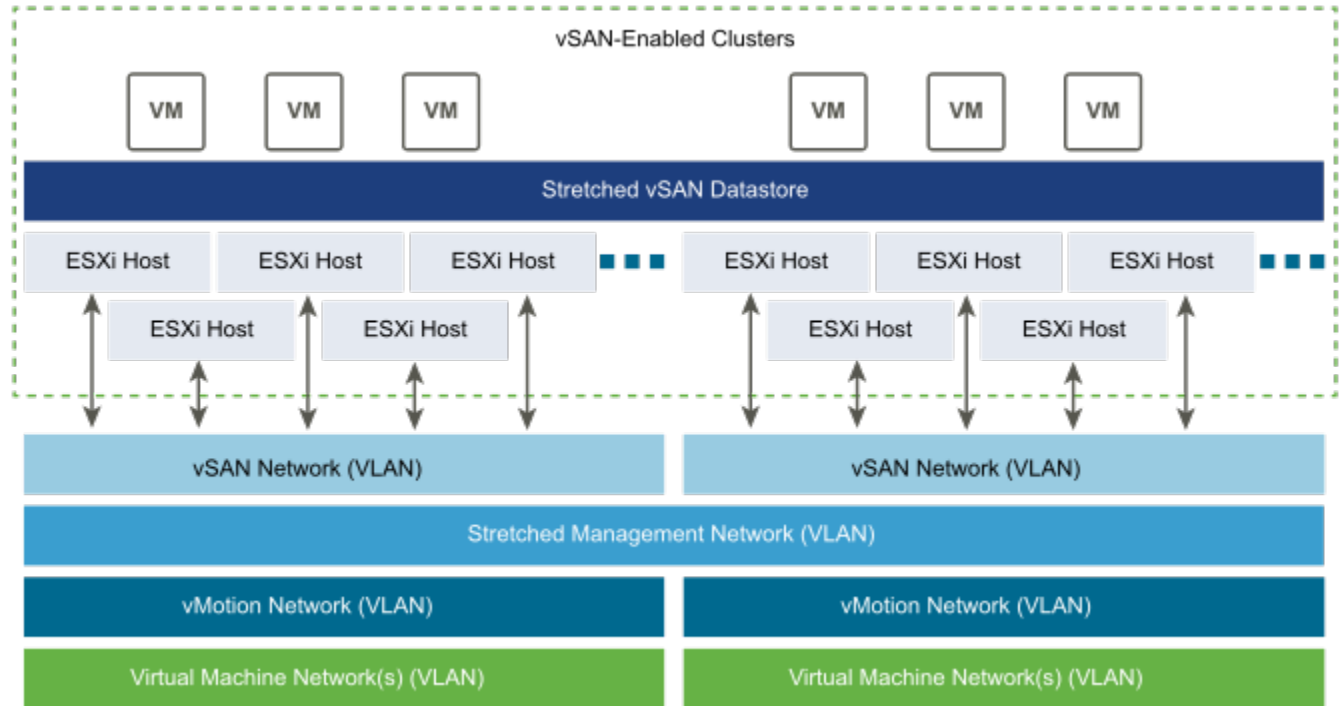 vSAN-Enabled Clusters
VM VM VM VM VM VM
Stretched vSAN Datastore
ESXi Host ESXi Host ESXi Host ESXi Host ESXi Host ESXi Host
ESXi Host ESXi Host ESXi Host ESXi Host
vSAN Network (VLAN) vSAN Network (VLAN)
Stretched Management Network (VLAN)
vMotion Network (VLAN) vMotion Network (VLAN)
Virtual Machine Network(s) (VLAN) Virtual Machine Network(s) (VLAN)